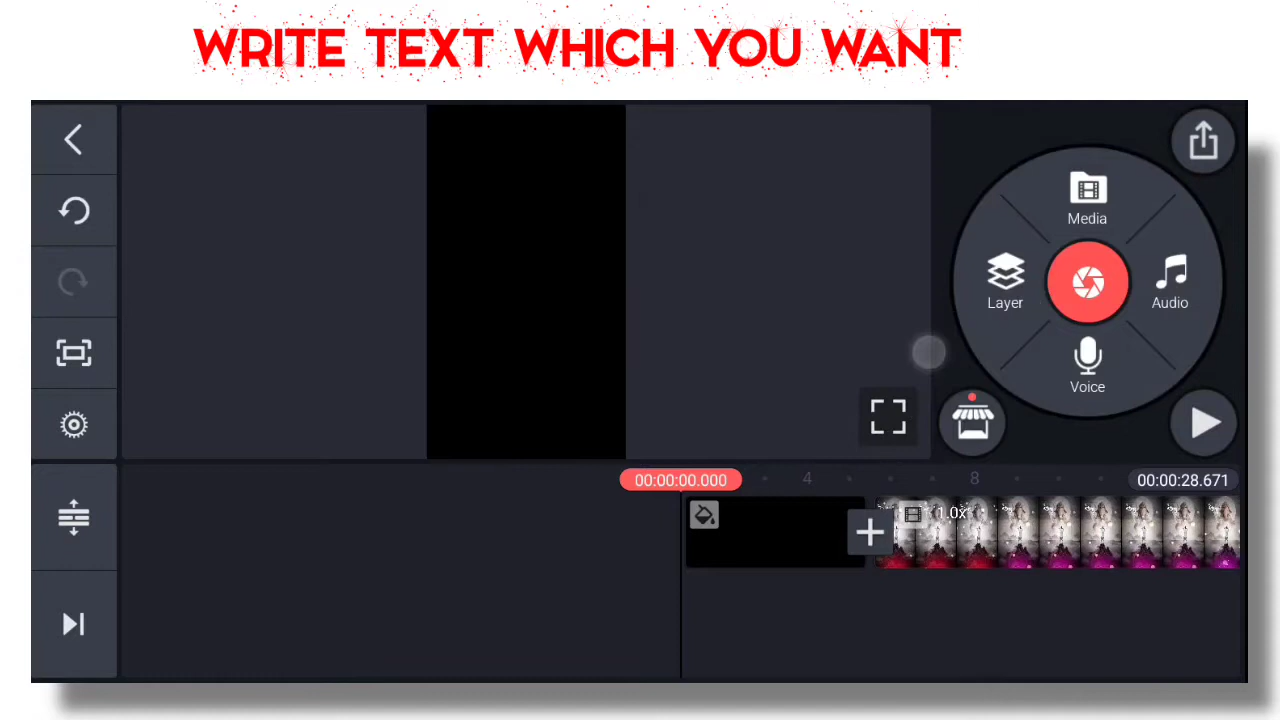 WRITE TEXT WHICH YOU WANT
Media
Layer
Audio
Voice
00:00:00.000
4
8
00:00:28.671
1.0x